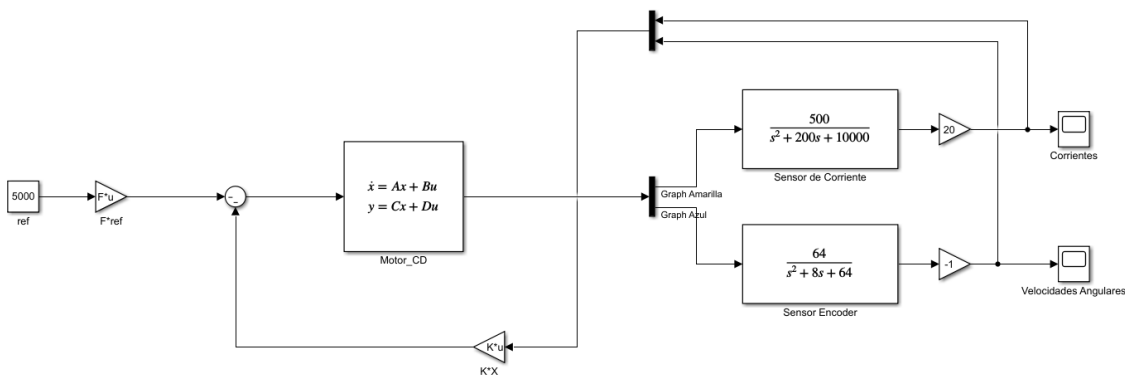 500
s² + 200s + 10000
Sensor de Corriente
20
Corrientes
5000
ref
F*u
F*ref
--
ẋ = Ax + Bu
y = Cx + Du
Motor_CD
Graph Amarilla
Graph Azul
64
s² + 8s + 64
Sensor Encoder
-1
Velocidades Angulares
K*u
K*X